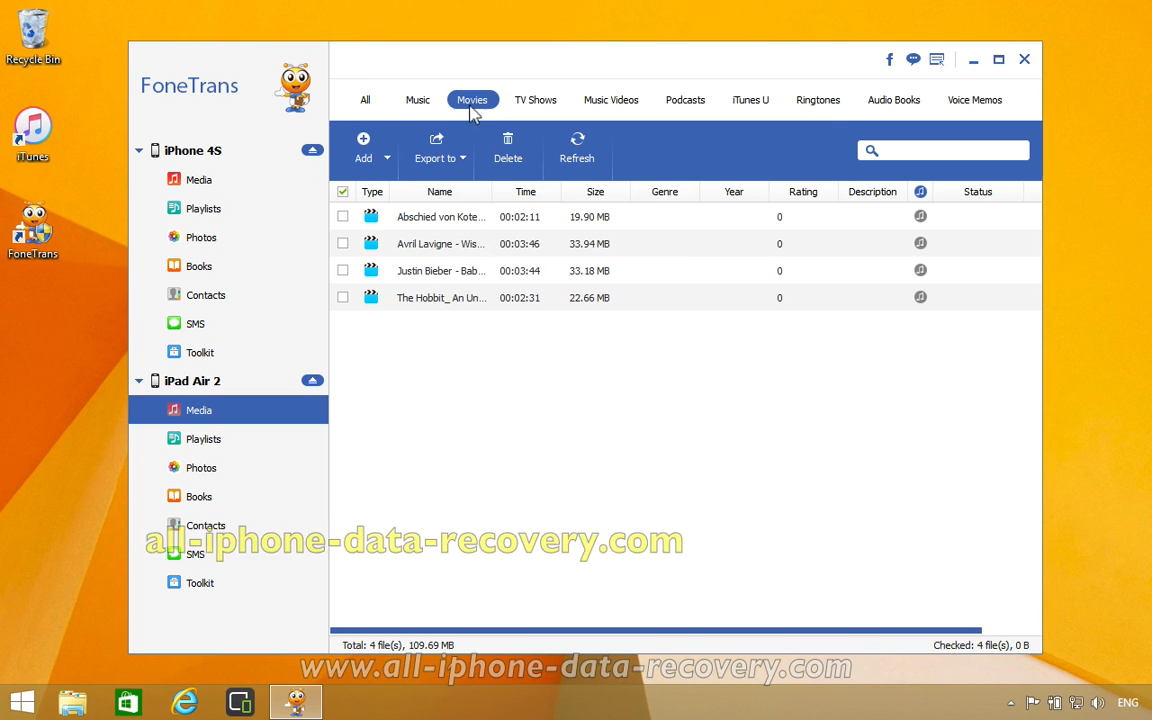 Recycle Bin
iTunes
FoneTrans
FoneTrans
iPhone 4S
Media
Playlists
Photos
Books
Contacts
SMS
Toolkit
iPad Air 2
Media
Playlists
Photos
Books
Contacts
SMS
Toolkit
All Music Movies TV Shows Music Videos Podcasts iTunes U Ringtones Audio Books Voice Memos
Add Export to Delete Refresh
Type Name Time Size Genre Year Rating Description Status
Abschied von Kote... 00:02:11 19.90 MB 0
Avril Lavigne - Wis... 00:03:46 33.94 MB 0
Justin Bieber - Bab... 00:03:44 33.18 MB 0
The Hobbit_ An Un... 00:02:31 22.66 MB 0
all-iphone-data-recovery.com
Total: 4 file(s), 109.69 MB Checked: 4 file(s), 0 B
www.all-iphone-data-recovery.com
ENG